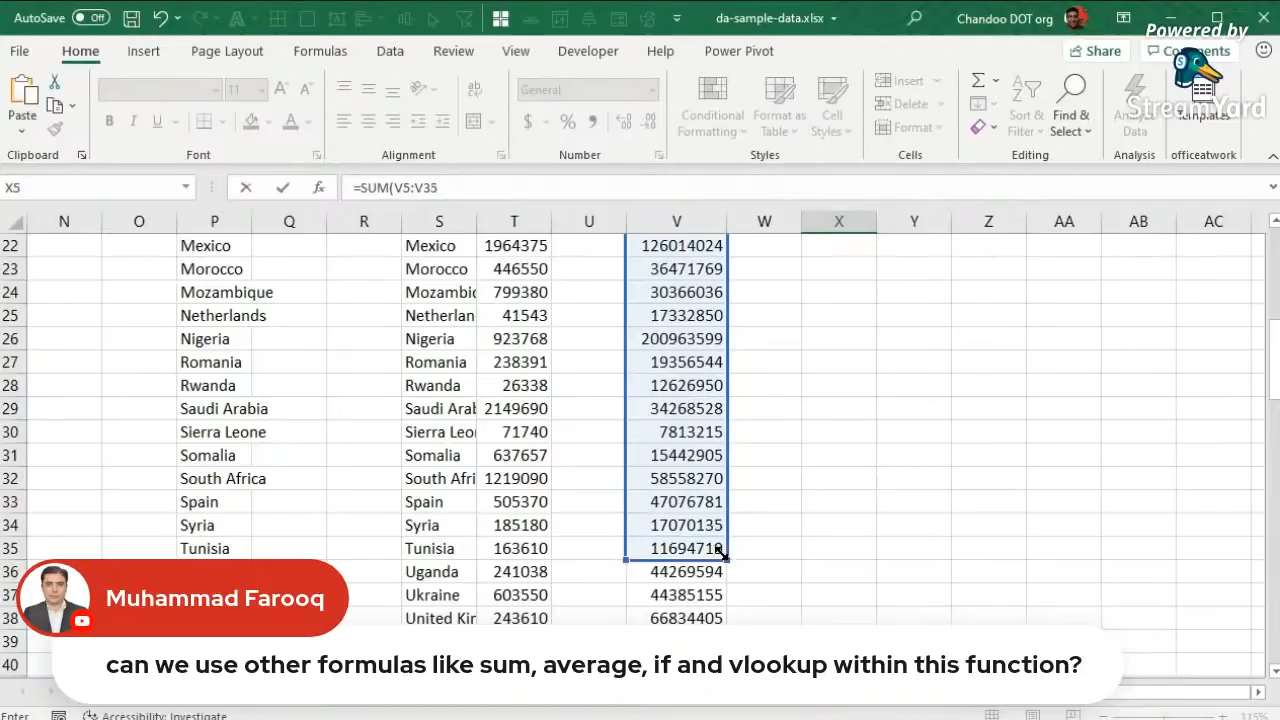 AutoSave Off
da-sample-data.xlsx
Chandoo DOT org
Powered by
StreamYard
File Home Insert Page Layout Formulas Data Review View Developer Help Power Pivot Share
Paste
11
General
Conditional Formatting
Format as Table
Cell Styles
Insert
Delete
Format
Sort & Filter
Find & Select
Analyze Data
Clipboard Font Alignment Number Styles Cells Editing Analysis officeatwork
X5 =SUM(V5:V35
N O P Q R S T U V W X Y Z AA AB AC
22 Mexico Mexico 1964375 126014024
23 Morocco Morocco 446550 36471769
24 Mozambique Mozambic 799380 30366036
25 Netherlands Netherlan 41543 17332850
26 Nigeria Nigeria 923768 200963599
27 Romania Romania 238391 19356544
28 Rwanda Rwanda 26338 12626950
29 Saudi Arabia Saudi Arab 2149690 34268528
30 Sierra Leone Sierra Leo 71740 7813215
31 Somalia Somalia 637657 15442905
32 South Africa South Afri 1219090 58558270
33 Spain Spain 505370 47076781
34 Syria Syria 185180 17070135
35 Tunisia Tunisia 163610
36 Uganda 241038 44269594
37 Ukraine 603550 44385155
38 United Kin 243610 66834405
39
40
Muhammad Farooq
can we use other formulas like sum, average, if and vlookup within this function?
Enter
Accessibility: Investigate
115%